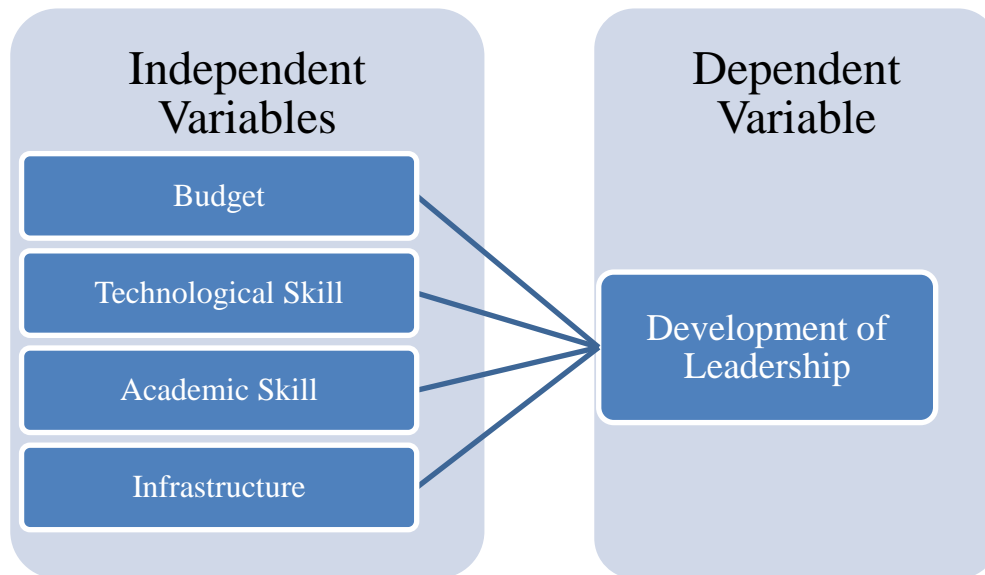 Independent
Variables
Budget
Technological Skill
Academic Skill
Infrastructure
Dependent
Variable
Development of
Leadership